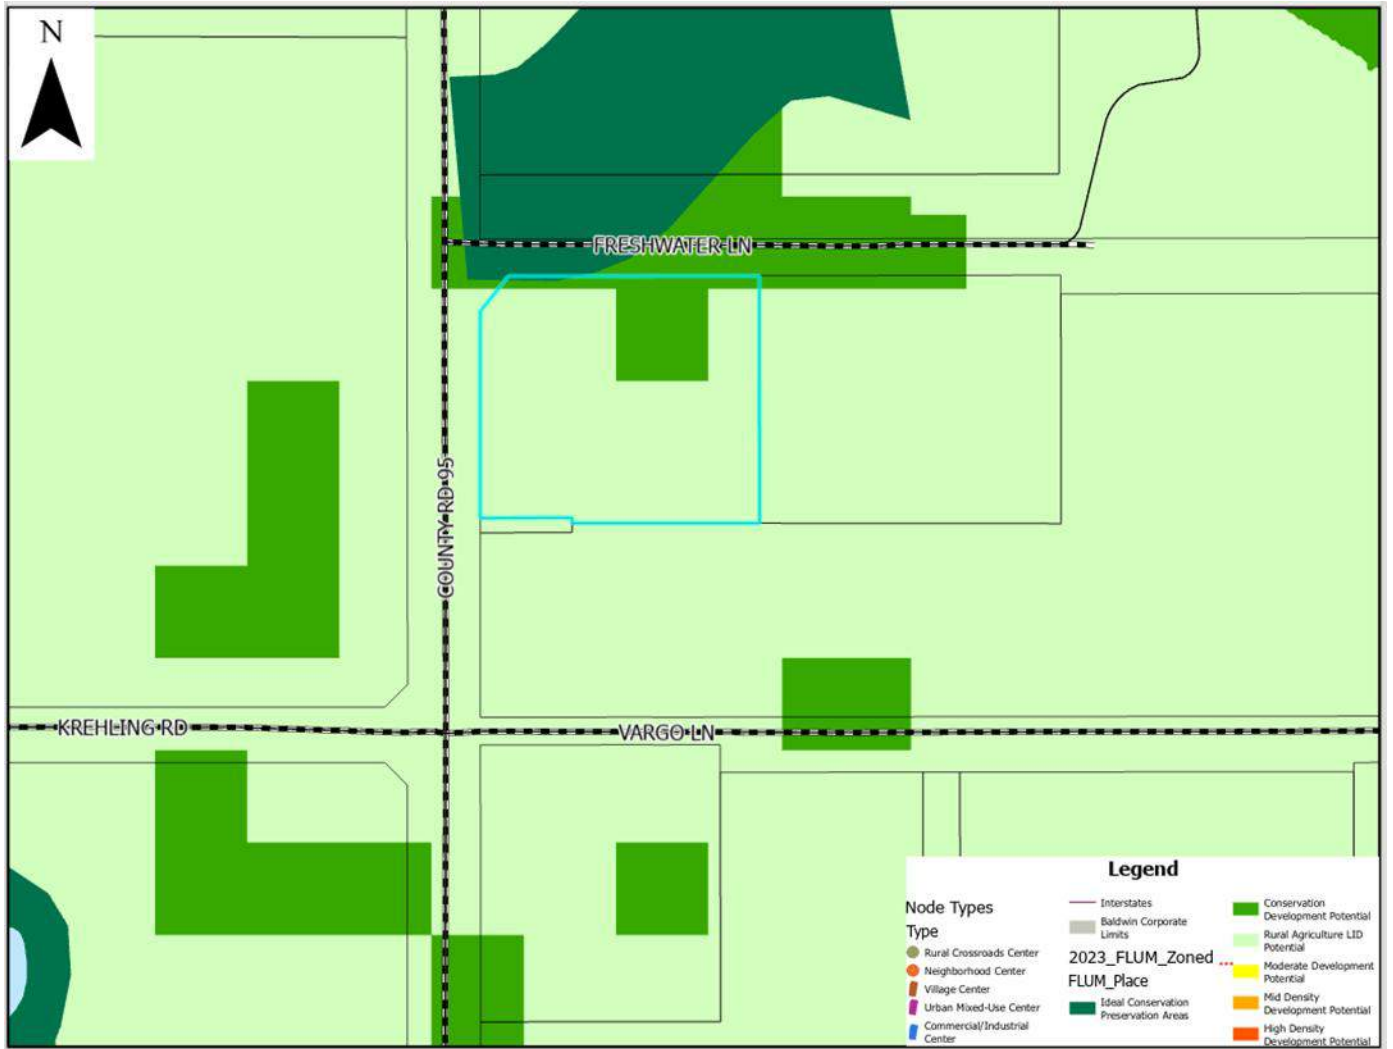 N
FRESHWATER LN
COUNTY RD 95
KREHLING RD
VARGO LN
Legend
Node Types
Type
Rural Crossroads Center
Neighborhood Center
Village Center
Urban Mixed-Use Center
Commercial/Industrial
Center
Interstates
Baldwin Corporate
Limits
2023_FLUM_Zoned
FLUM_Place
Ideal Conservation
Preservation Areas
Conservation
Development Potential
Rural Agriculture LID
Potential
Moderate Development
Potential
Mid Density
Development Potential
High Density
Development Potential